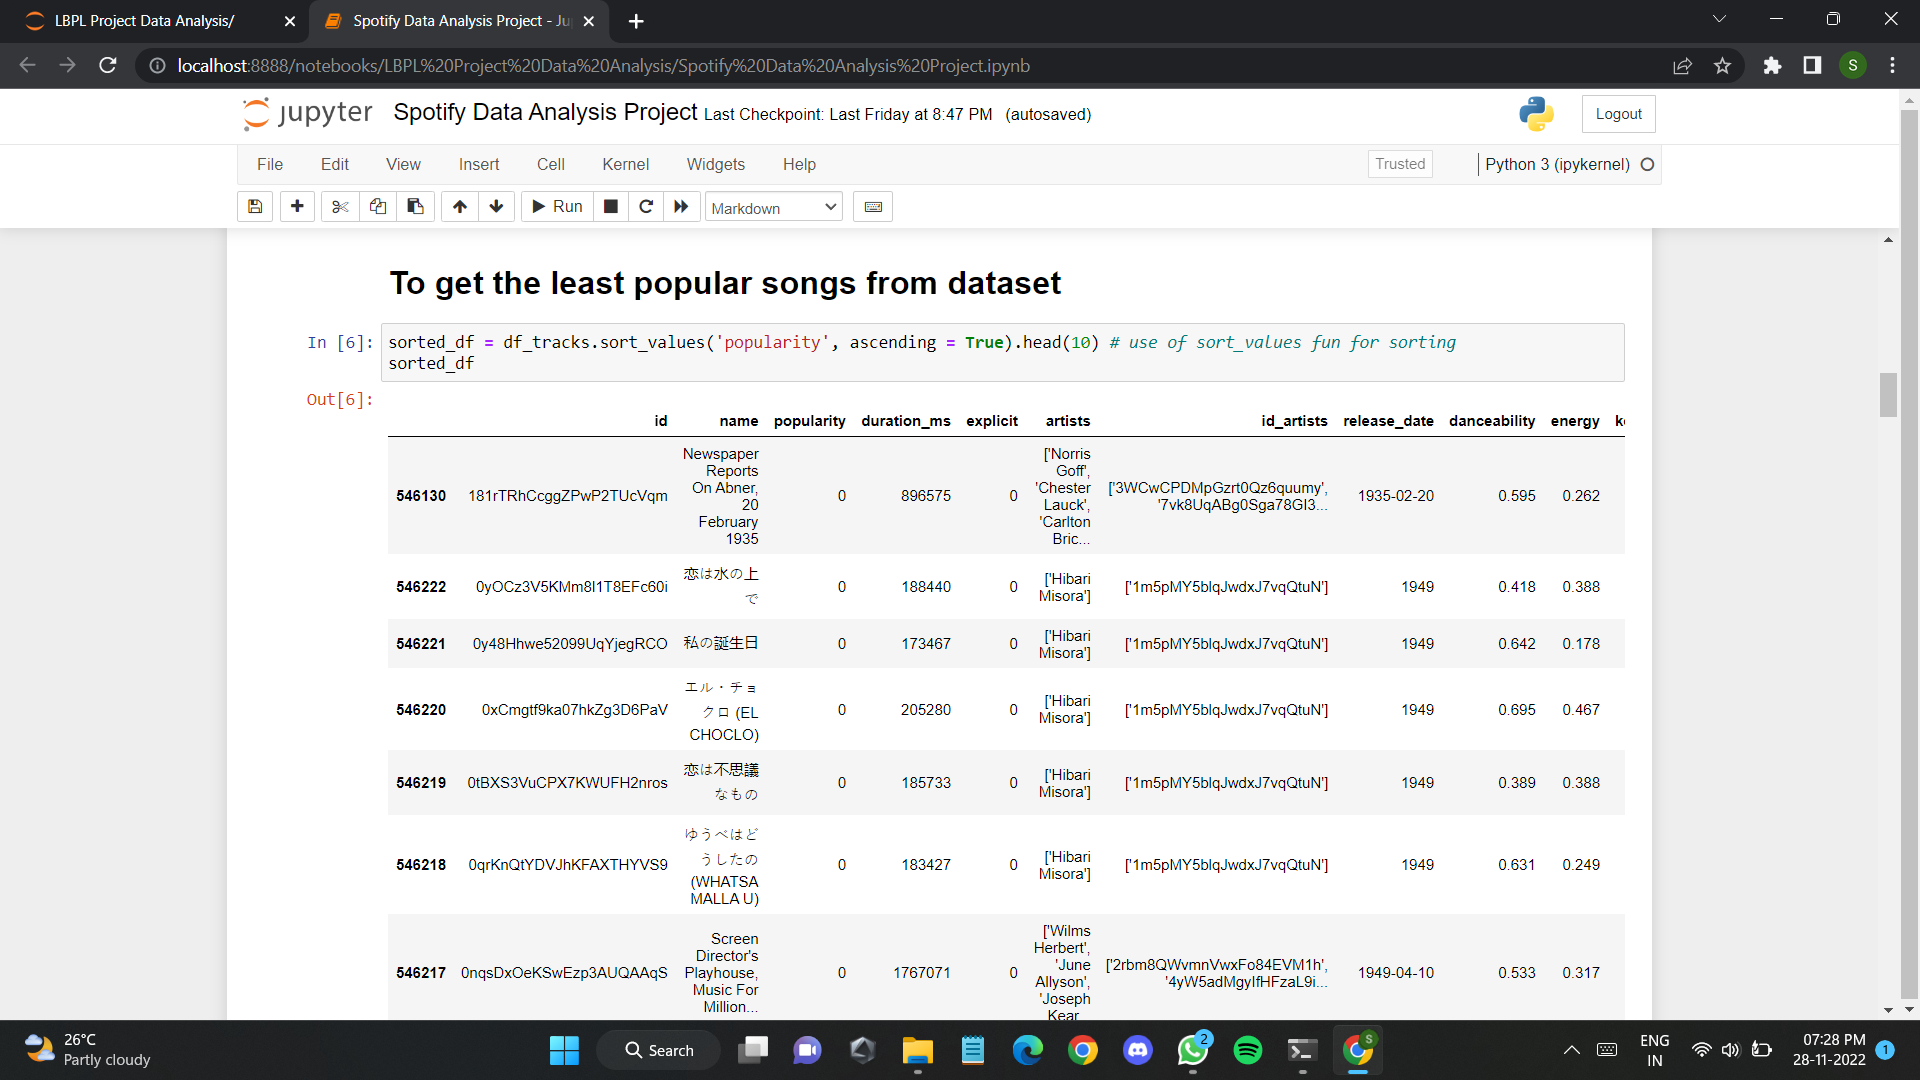 LBPL Project Data Analysis/
Spotify Data Analysis Project - Ju
localhost:8888/notebooks/LBPL%20Project%20Data%20Analysis/Spotify%20Data%20Analysis%20Project.ipynb
S
jupyter Spotify Data Analysis Project Last Checkpoint: Last Friday at 8:47 PM (autosaved)
Logout
File Edit View Insert Cell Kernel Widgets Help
Trusted
Python 3 (ipykernel)
Run
Markdown
To get the least popular songs from dataset
In [6]: sorted_df = df_tracks.sort_values('popularity', ascending = True).head(10) # use of sort_values fun for sorting
sorted_df
Out[6]:
id name popularity duration_ms explicit artists id_artists release_date danceability energy
546130 181rTRhCcggZPwP2TUcVqm
Newspaper
Reports
On Abner,
20
February
1935
0 896575 0
['Norris
Goff',
'Chester
Lauck',
'Carlton
Bric...
['3WCwCPDMpGzrt0Qz6quumy',
'7vk8UqABg0Sga78GI3...
1935-02-20 0.595 0.262
546222 0yOCz3V5KMm8l1T8EFc60i
恋は水の上
で
0 188440 0
['Hibari
Misora']
['1m5pMY5blqJwdxJ7vqQtuN']
1949 0.418 0.388
546221 0y48Hhwe52099UqYjegRCO
私の誕生日
0 173467 0
['Hibari
Misora']
['1m5pMY5blqJwdxJ7vqQtuN']
1949 0.642 0.178
546220 0xCmgtf9ka07hkZg3D6PaV
エル・チョ
クロ (EL
CHOCLO)
0 205280 0
['Hibari
Misora']
['1m5pMY5blqJwdxJ7vqQtuN']
1949 0.695 0.467
546219 0tBXS3VuCPX7KWUFH2nros
恋は不思議
なもの
0 185733 0
['Hibari
Misora']
['1m5pMY5blqJwdxJ7vqQtuN']
1949 0.389 0.388
546218 0qrKnQtYDVJhKFAXTHYVS9
ゆうべはど
うしたの
(WHATSA
MALLA U)
0 183427 0
['Hibari
Misora']
['1m5pMY5blqJwdxJ7vqQtuN']
1949 0.631 0.249
546217 0nqsDxOeKSwEzp3AUQAAqS
Screen
Director's
Playhouse,
Music For
Million...
0 1767071 0
['Wilms
Herbert',
'June
Allyson',
'Joseph
Kear
['2rbm8QWvmnVwxFo84EVM1h',
'4yW5adMgyIfHFzaL9i...
1949-04-10 0.533 0.317
26°C
Partly cloudy
Search
2
S
ENG
IN
07:28 PM
28-11-2022
1